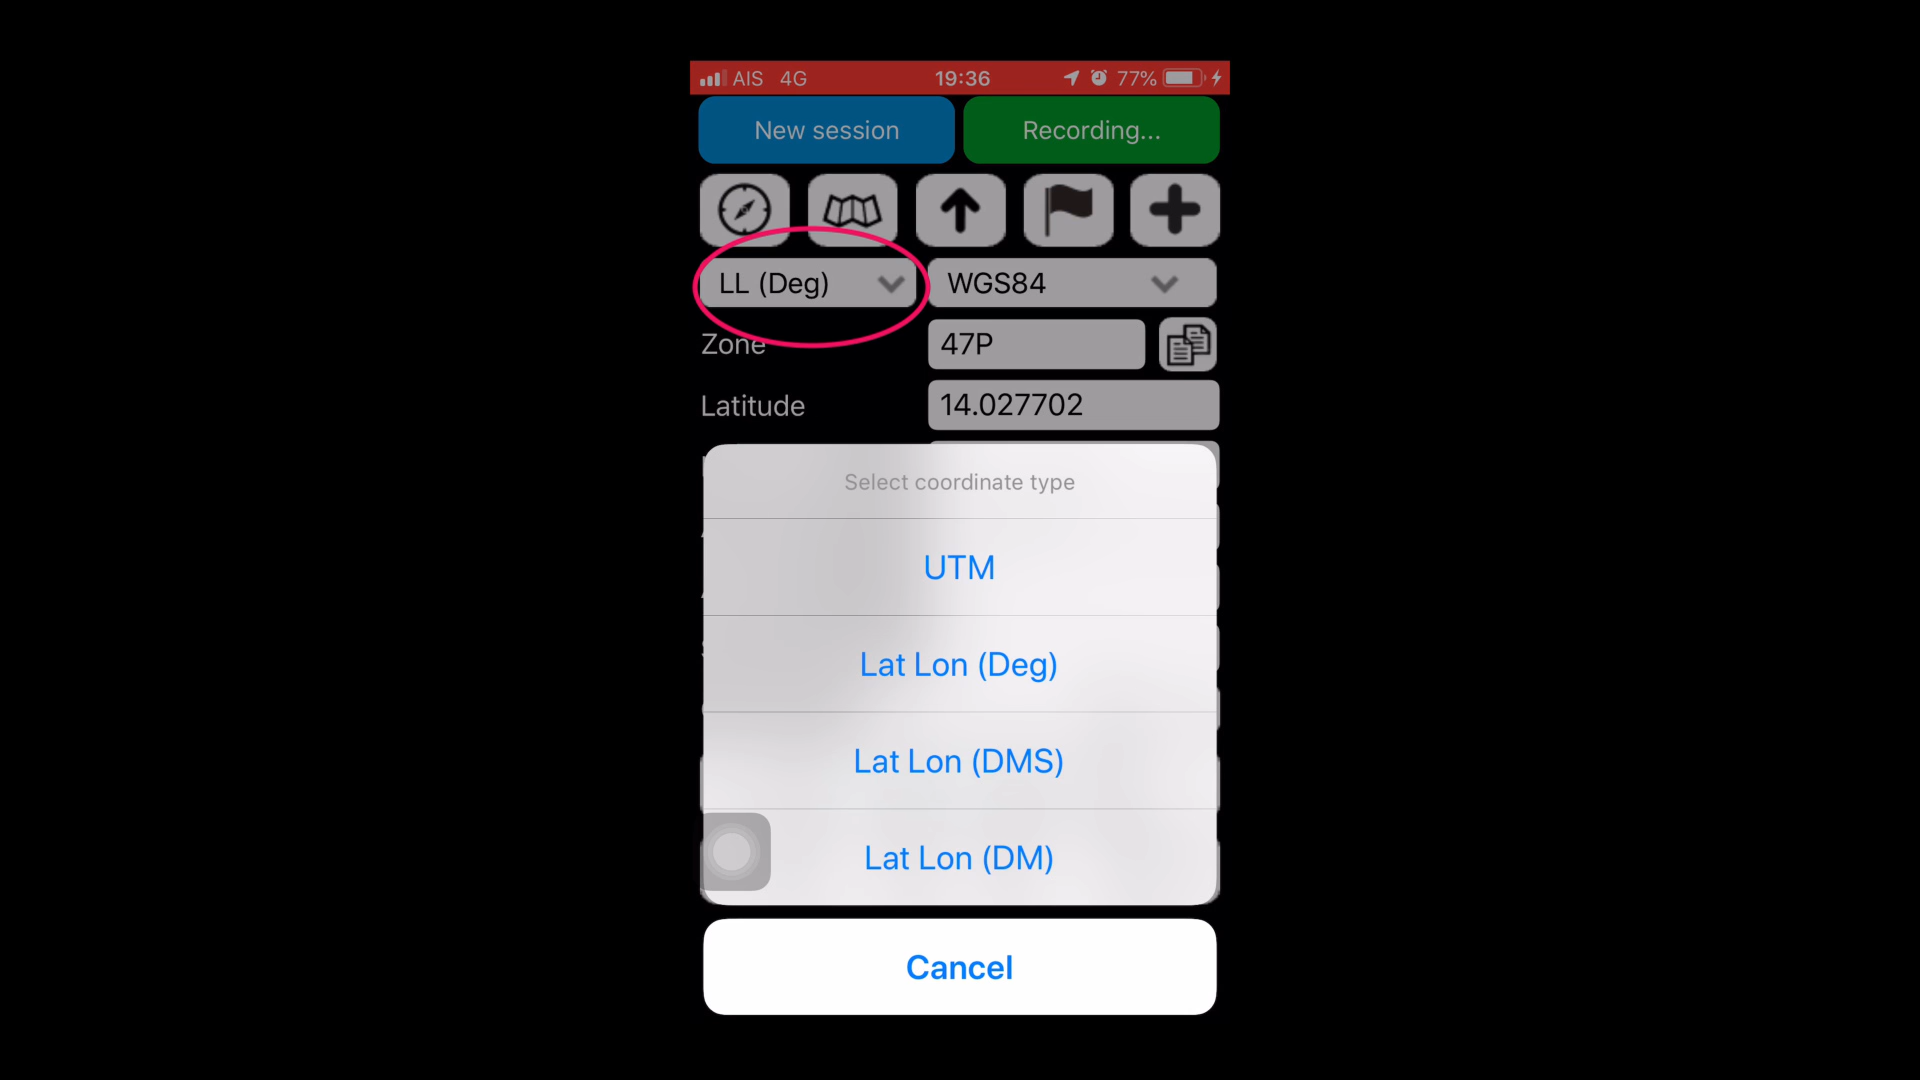 AIS 4G 19:36 77%
New session Recording...
LL (Deg) WGS84
Zone 47P
Latitude 14.027702
Select coordinate type
UTM
Lat Lon (Deg)
Lat Lon (DMS)
Lat Lon (DM)
Cancel